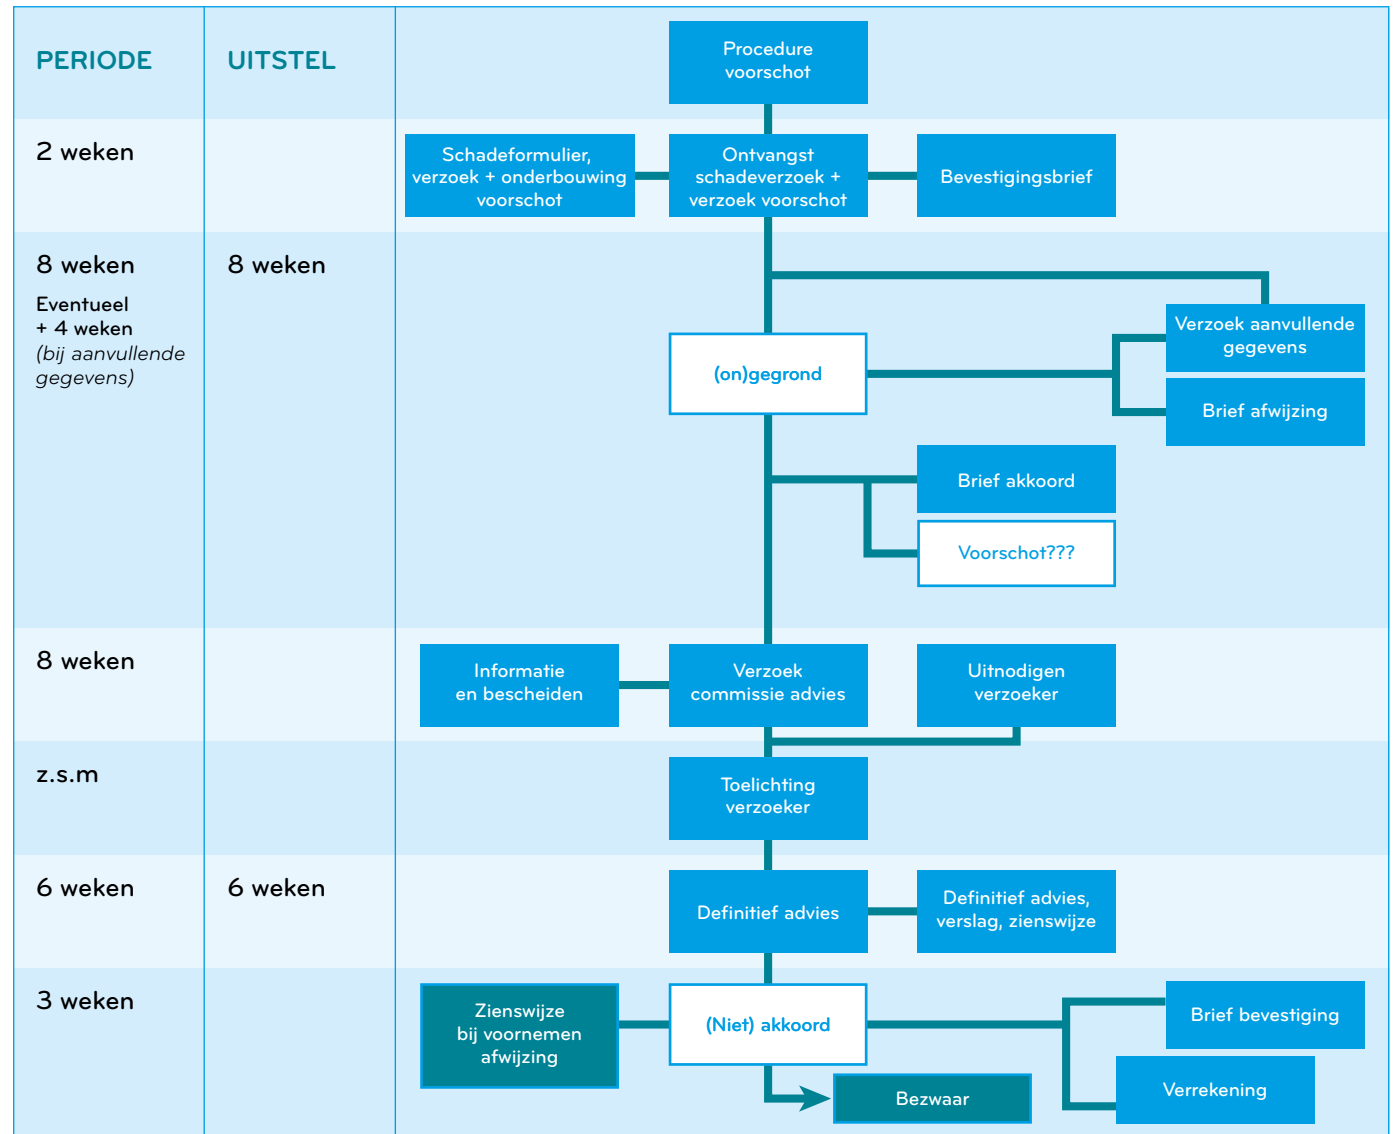 PERIODE
UITSTEL
Procedure
voorschot
2 weken
Schadeformulier,
verzoek + onderbouwing
voorschot
Ontvangst
schadeverzoek +
verzoek voorschot
Bevestigingsbrief
8 weken
Eventueel
+ 4 weken
(bij aanvullende
gegevens)
8 weken
Verzoek aanvullende
gegevens
(on)gegrond
Brief afwijzing
Brief akkoord
Voorschot???
8 weken
Informatie
en bescheiden
Verzoek
commissie advies
Uitnodigen
verzoeker
z.s.m
Toelichting
verzoeker
6 weken
6 weken
Definitief advies
Definitief advies,
verslag, zienswijze
3 weken
Zienswijze
bij voornemen
afwijzing
(Niet) akkoord
Brief bevestiging
Verrekening
Bezwaar